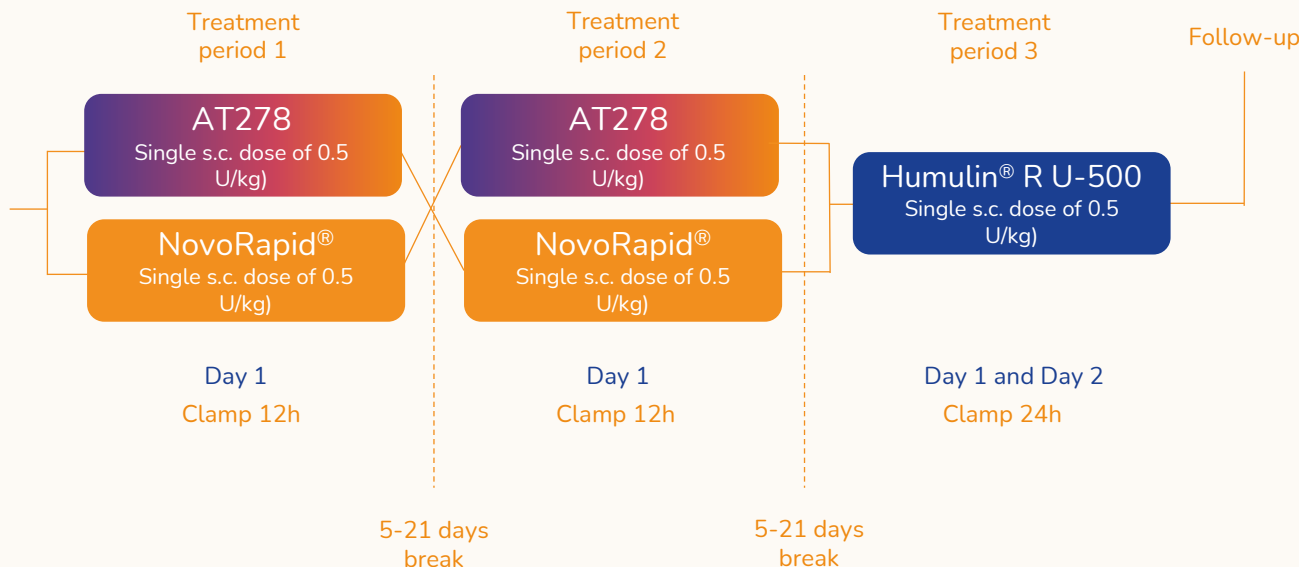 Treatment
period 1
Treatment
period 2
Treatment
period 3
Follow-up
AT278
Single s.c. dose of 0.5
U/kg)
AT278
Single s.c. dose of 0.5
U/kg)
Humulin® R U-500
Single s.c. dose of 0.5
U/kg)
NovoRapid®
Single s.c. dose of 0.5
U/kg)
NovoRapid®
Single s.c. dose of 0.5
U/kg)
Day 1
Day 1
Day 1 and Day 2
Clamp 12h
Clamp 12h
Clamp 24h
5-21 days
break
5-21 days
break